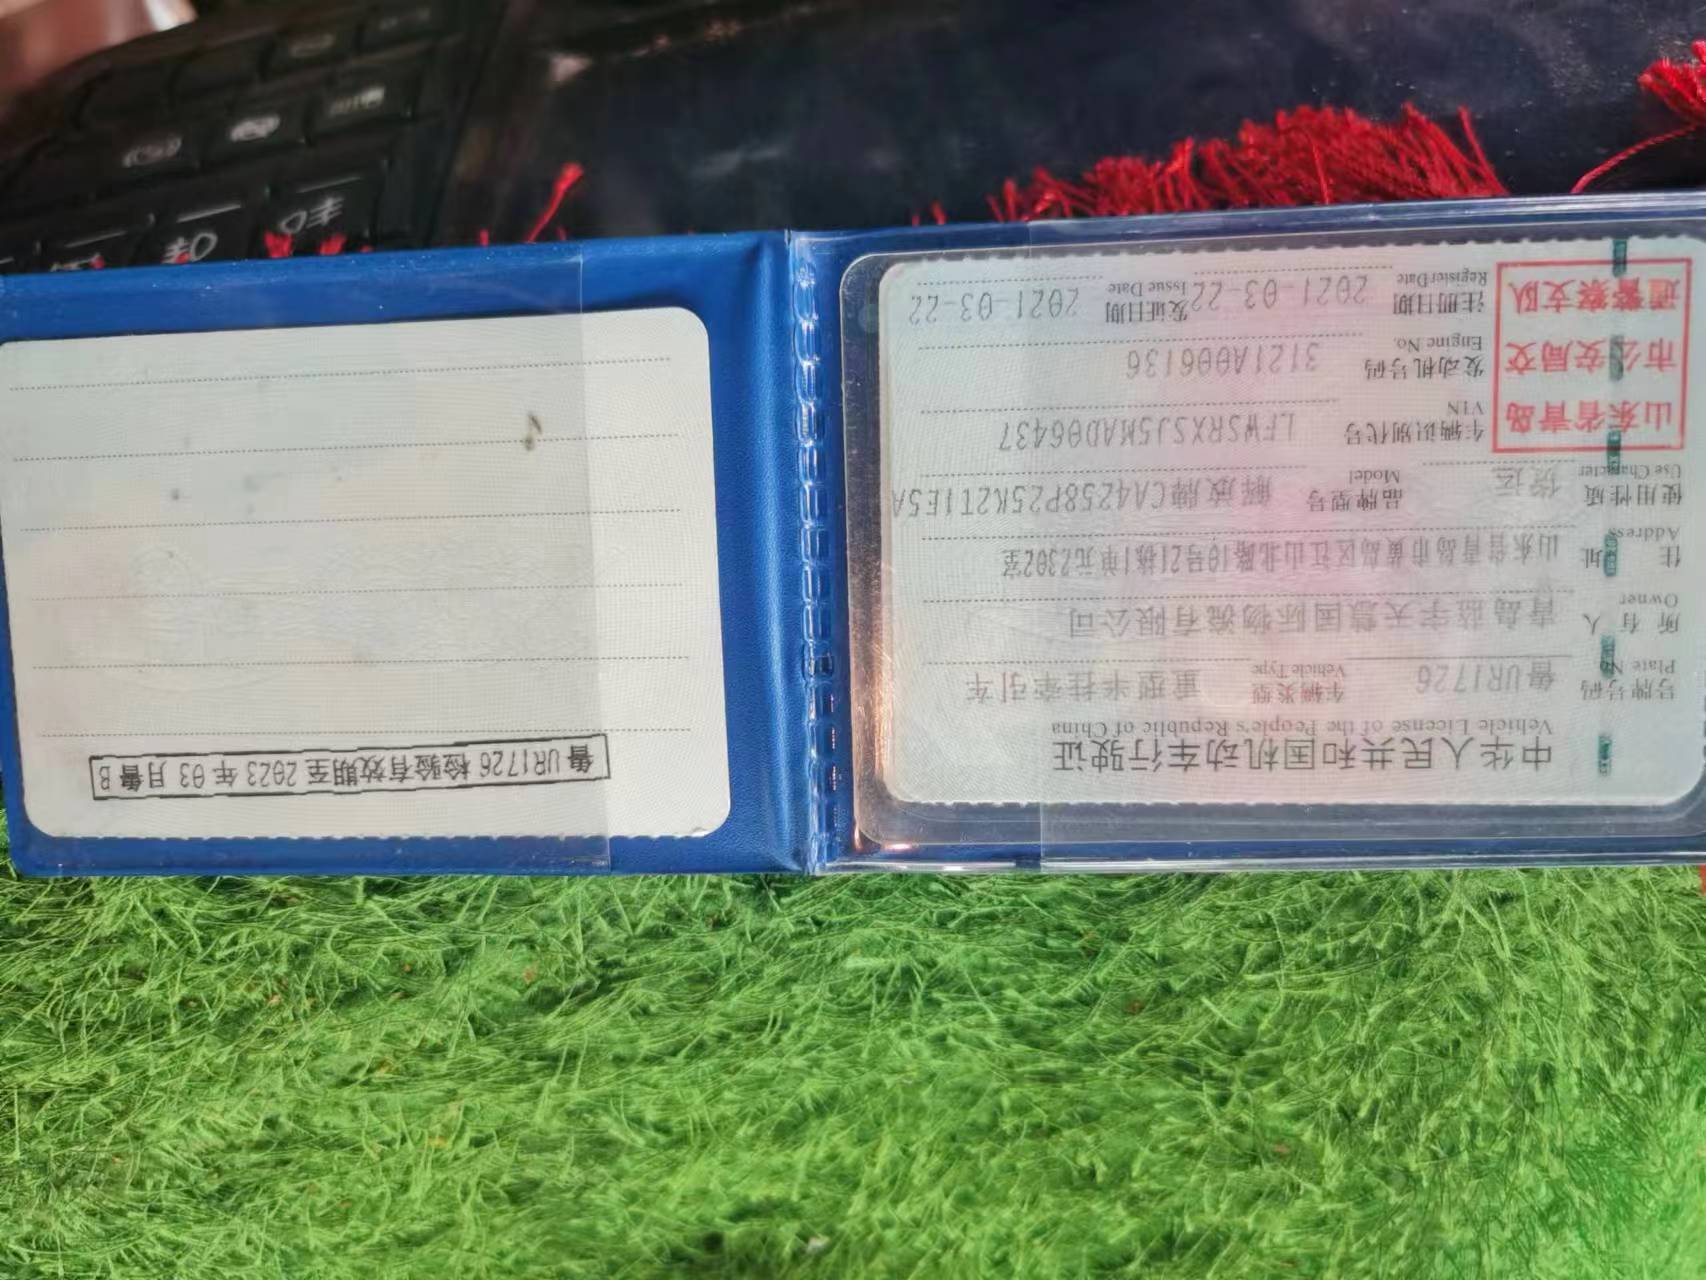 中华人民共和国机动车行驶证
Vehicle License of the People's Republic of China
号牌号码 鲁UR1726 车辆类型 重型半挂牵引车
Plate No. Vehicle Type
所有人 青岛骏宇天慧国际物流有限公司
Owner
住址 山东省青岛市黄岛区江山北路10号21栋1单元2302室
Address
使用性质 货运 品牌型号 解放牌CA4258P25K2T1E5A
Use Character Model
山东省青岛
市公安局交
通警察支队
车辆识别代号 LFWSRXSJ5MAD06437
VIN
发动机号码 3121A006136
Engine No.
注册日期 2021-03-22 发证日期 2021-03-22
Register Date Issue Date
鲁UR1726 检验有效期至2023年03月鲁B